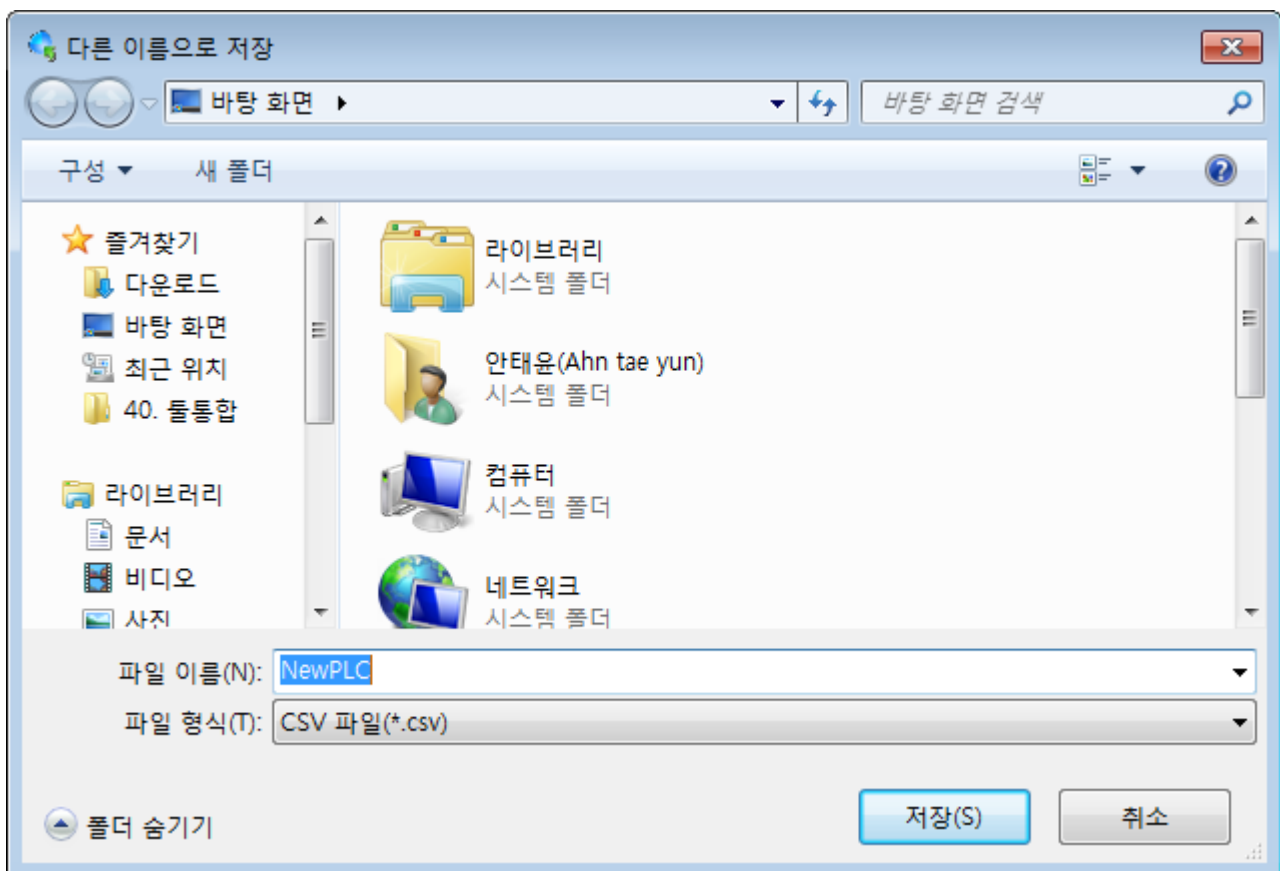 다른 이름으로 저장
바탕 화면
바탕 화면 검색
구성 새 폴더
즐겨찾기
다운로드
바탕 화면
최근 위치
40. 툴통합
라이브러리
문서
비디오
사진
라이브러리
시스템 폴더
안태윤(Ahn tae yun)
시스템 폴더
컴퓨터
시스템 폴더
네트워크
시스템 폴더
파일 이름(N): NewPLC
파일 형식(T): CSV 파일(*.csv)
폴더 숨기기
저장(S) 취소